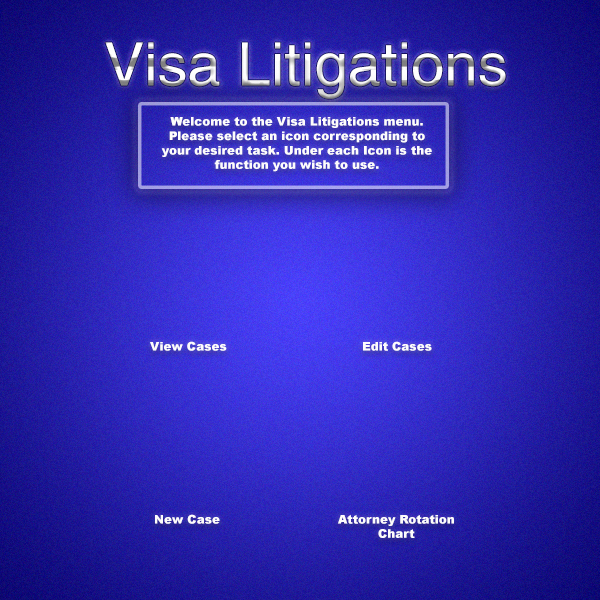 Visa Litigations
Welcome to the Visa Litigations menu.
Please select an icon corresponding to
your desired task. Under each Icon is the
function you wish to use.
View Cases
Edit Cases
New Case
Attorney Rotation
Chart